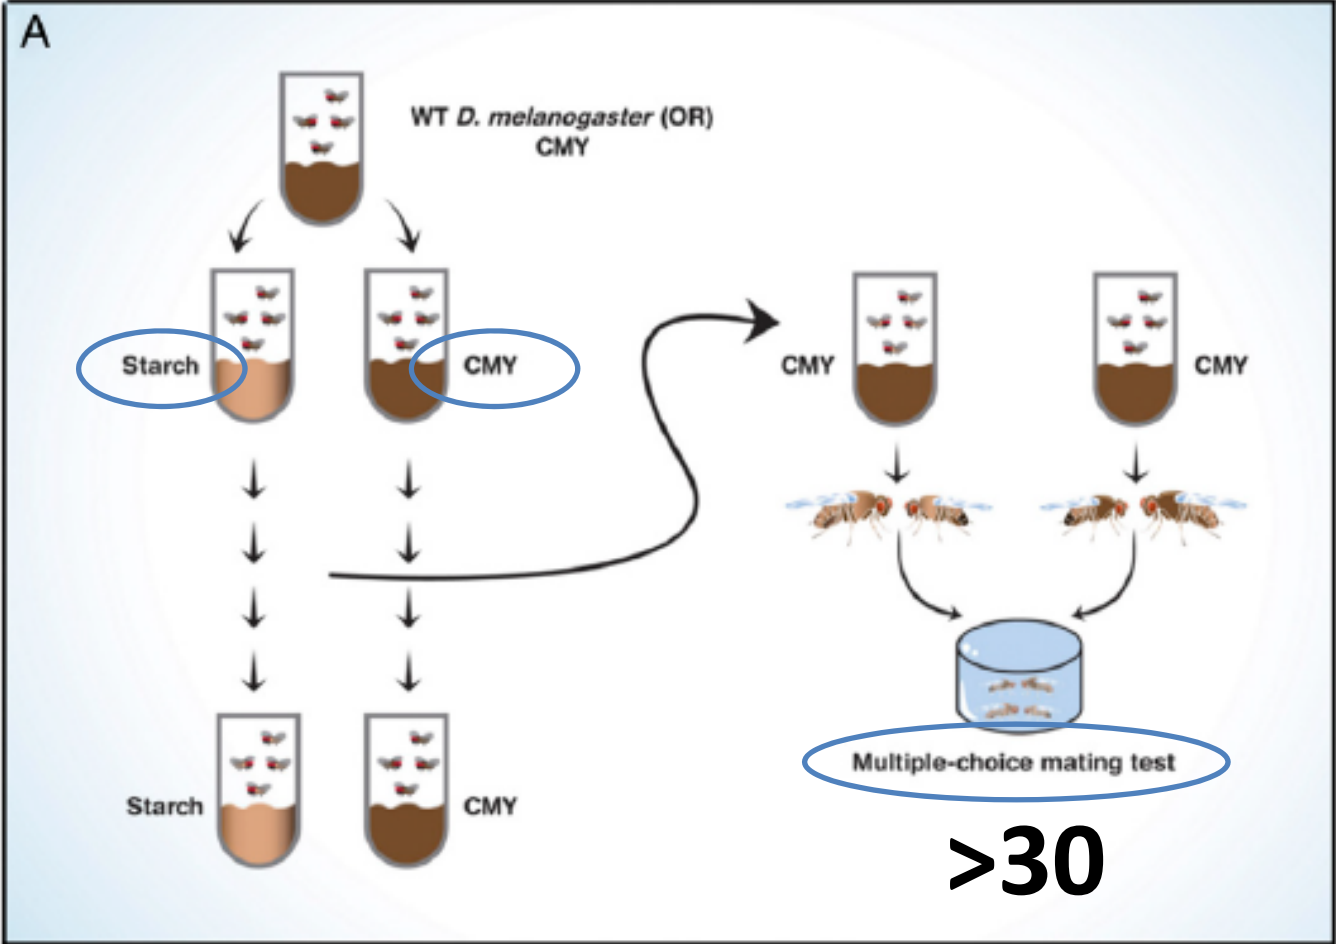 A
WT D. melanogaster (OR)
CMY
Starch
CMY
CMY
CMY
Starch
CMY
Multiple-choice mating test
>30